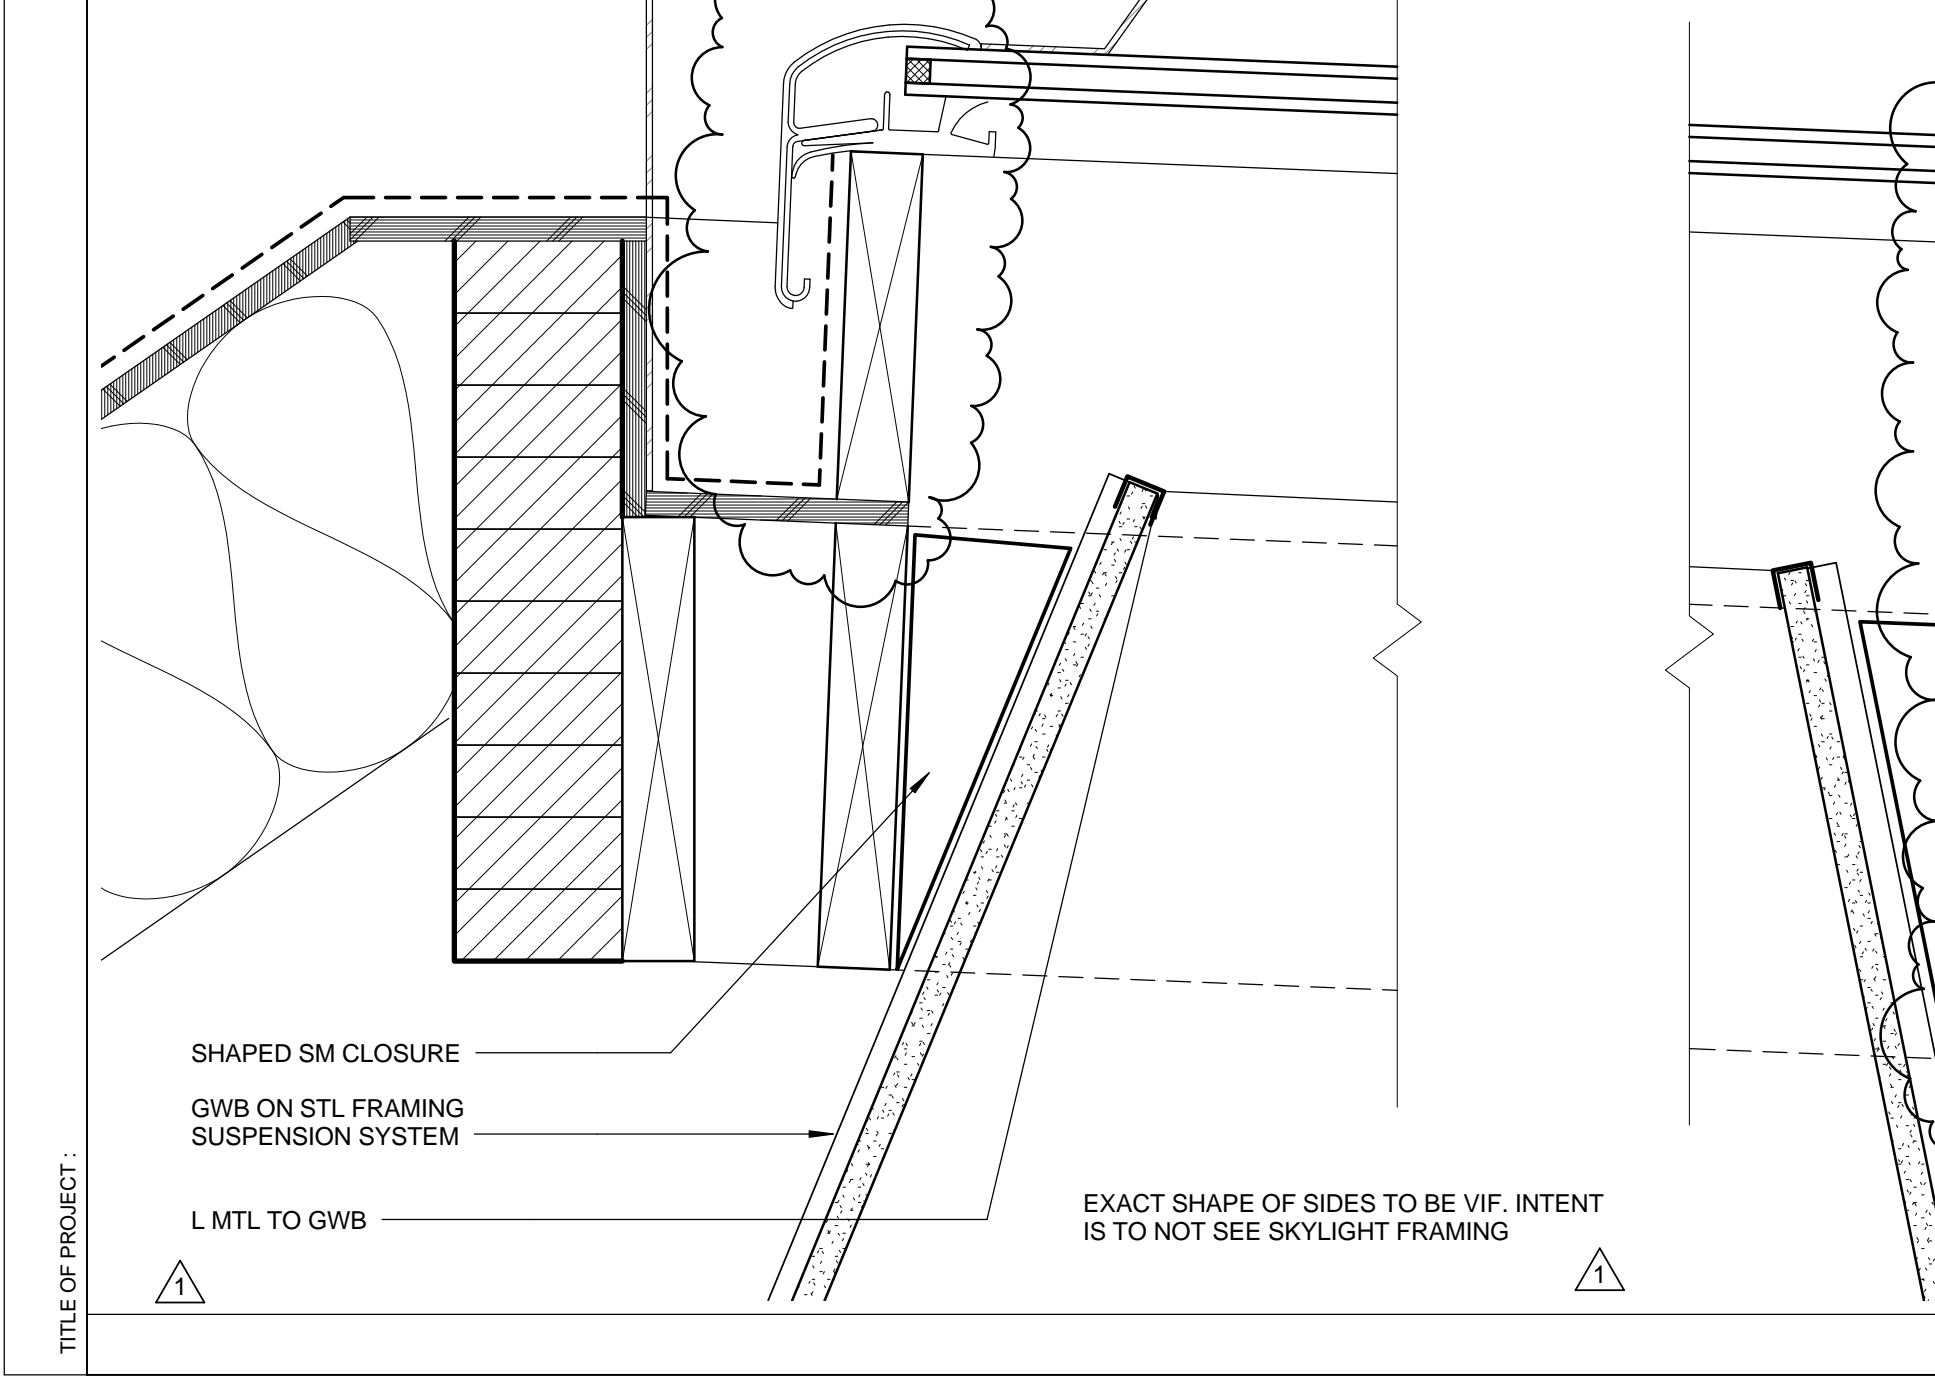 SHAPED SM CLOSURE
GWB ON STL FRAMING
SUSPENSION SYSTEM
L MTL TO GWB
EXACT SHAPE OF SIDES TO BE VIF. INTENT
IS TO NOT SEE SKYLIGHT FRAMING
1
1
TITLE OF PROJECT :